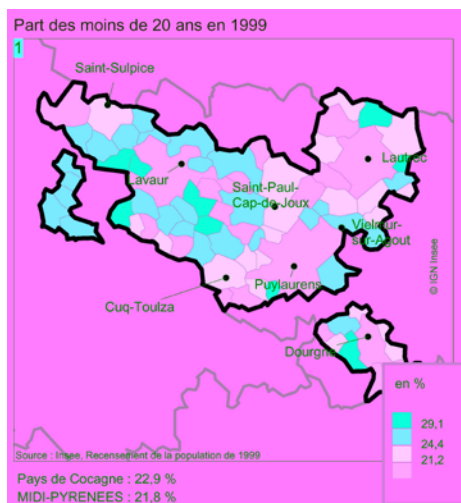 Part des moins de 20 ans en 1999
1
Saint-Sulpice
Lautrec
Lavaur
Saint-Paul-
Cap-de-Joux
Vielmur-
sur-Agout
© IGN Insee
Puylaurens
Cuq-Toulza
Dourgne
en %
29,1
24,4
21,2
Source : Insee, Recensement de la population de 1999
Pays de Cocagne : 22,9 %
MIDI-PYRENEES : 21,8 %